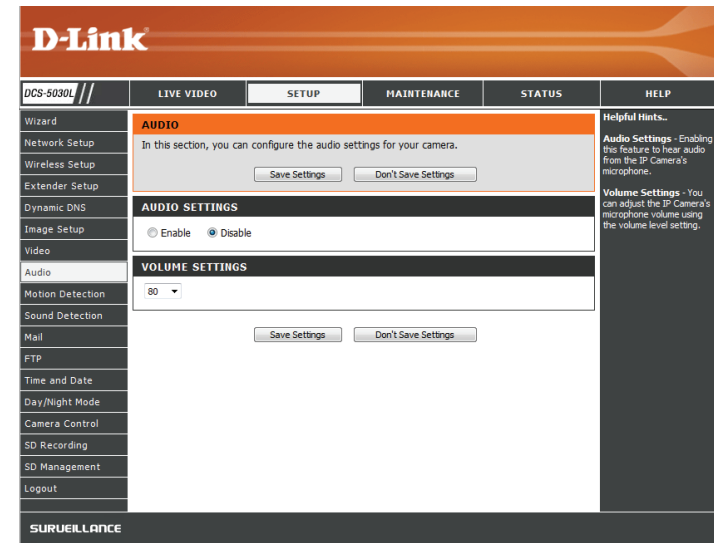 D-Link
DCS-5030L //
LIVE VIDEO
SETUP
MAINTENANCE
STATUS
HELP
Wizard
Network Setup
Wireless Setup
Extender Setup
Dynamic DNS
Image Setup
Video
Audio
Motion Detection
Sound Detection
Mail
FTP
Time and Date
Day/Night Mode
Camera Control
SD Recording
SD Management
Logout
AUDIO
In this section, you can configure the audio settings for your camera.
Save Settings Don't Save Settings
AUDIO SETTINGS
Enable Disable
VOLUME SETTINGS
80
Save Settings Don't Save Settings
Helpful Hints..
Audio Settings - Enabling
this feature to hear audio
from the IP Camera's
microphone.
Volume Settings - You
can adjust the IP Camera's
microphone volume using
the volume level setting.
SURVEILLANCE